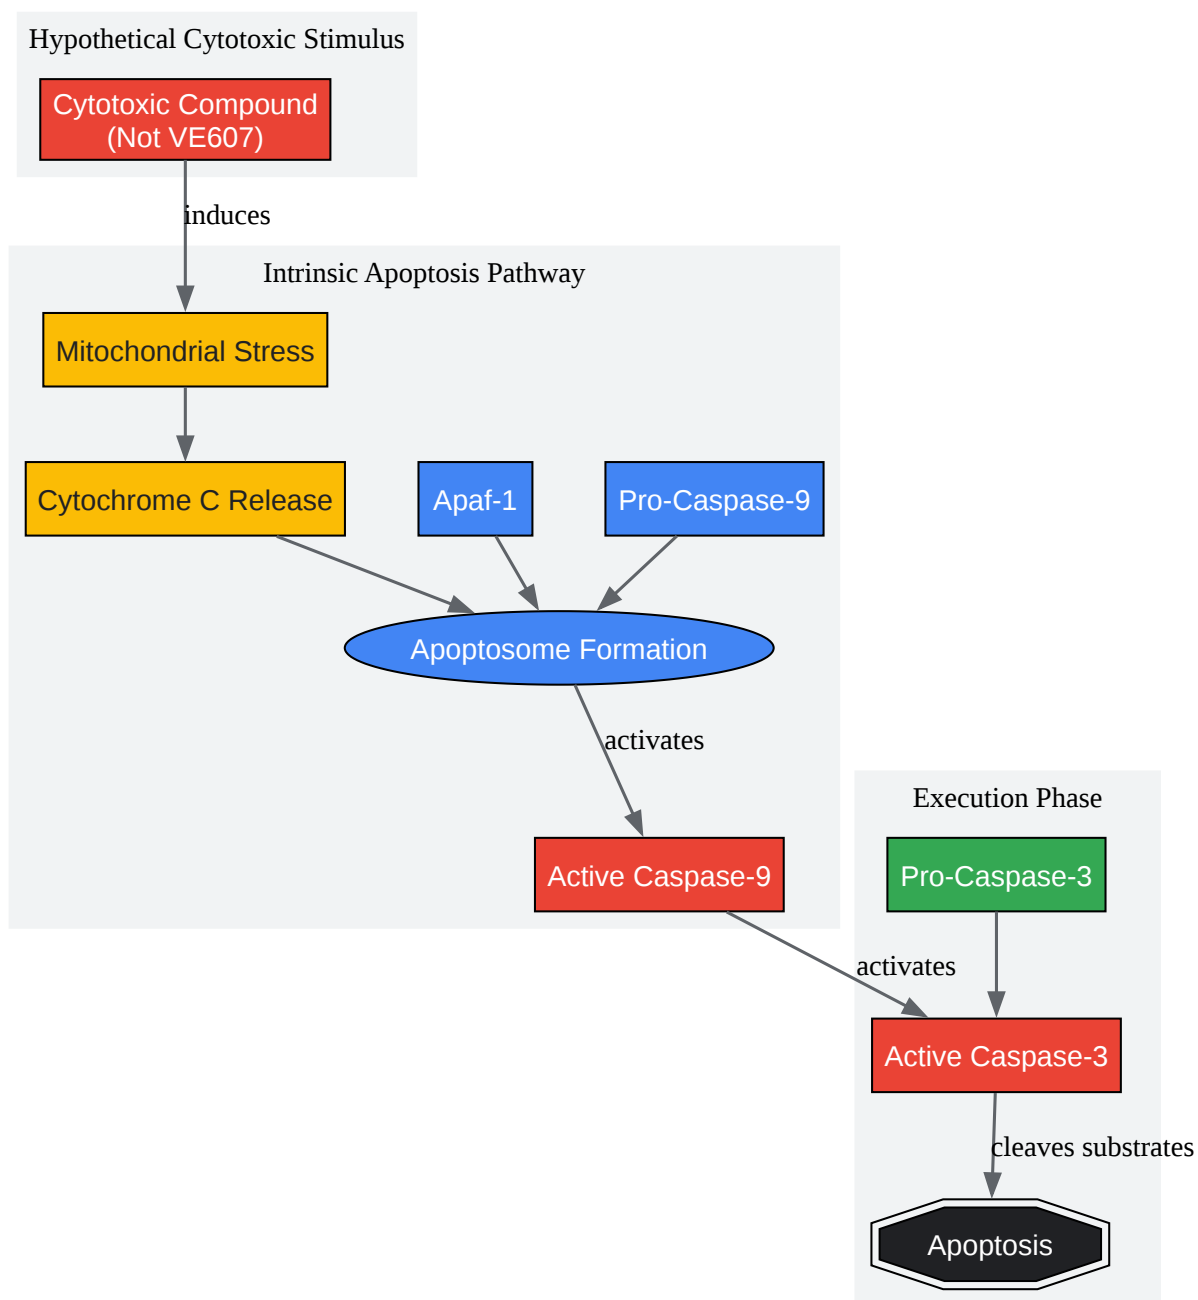 Hypothetical Cytotoxic Stimulus
Cytotoxic Compound
(Not VE607)
induces
Intrinsic Apoptosis Pathway
Mitochondrial Stress
Cytochrome C Release
Apaf-1
Pro-Caspase-9
Apoptosome Formation
activates
Active Caspase-9
Execution Phase
Pro-Caspase-3
activates
Active Caspase-3
cleaves substrates
Apoptosis